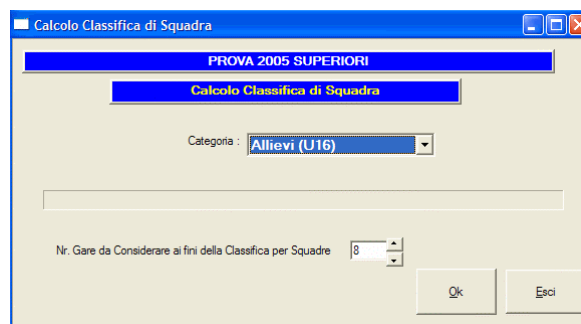 Calcolo Classifica di Squadra
PROVA 2005 SUPERIORI
Calcolo Classifica di Squadra
Categoria : Allievi (U16)
Nr. Gare da Considerare ai fini della Classifica per Squadre 8
Ok Esci